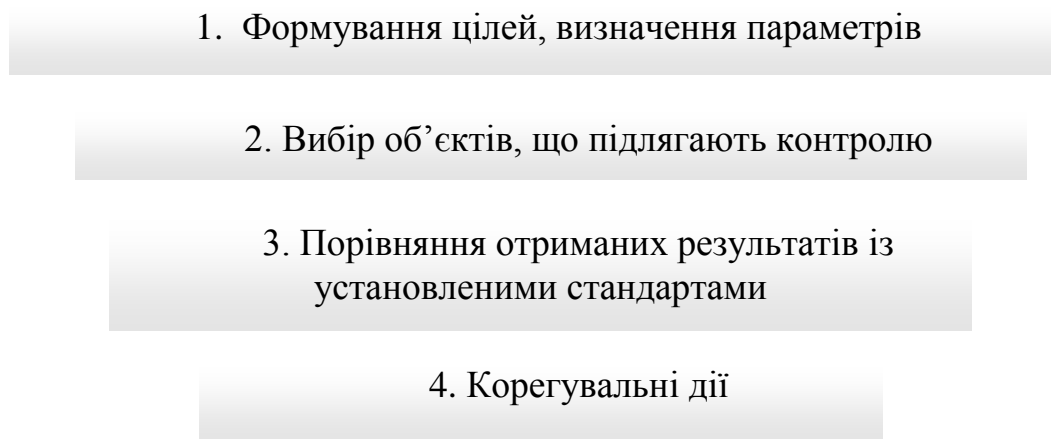 1. Формування цілей, визначення параметрів
2. Вибір об’єктів, що підлягають контролю
3. Порівняння отриманих результатів із
установленими стандартами
4. Корегувальні дії